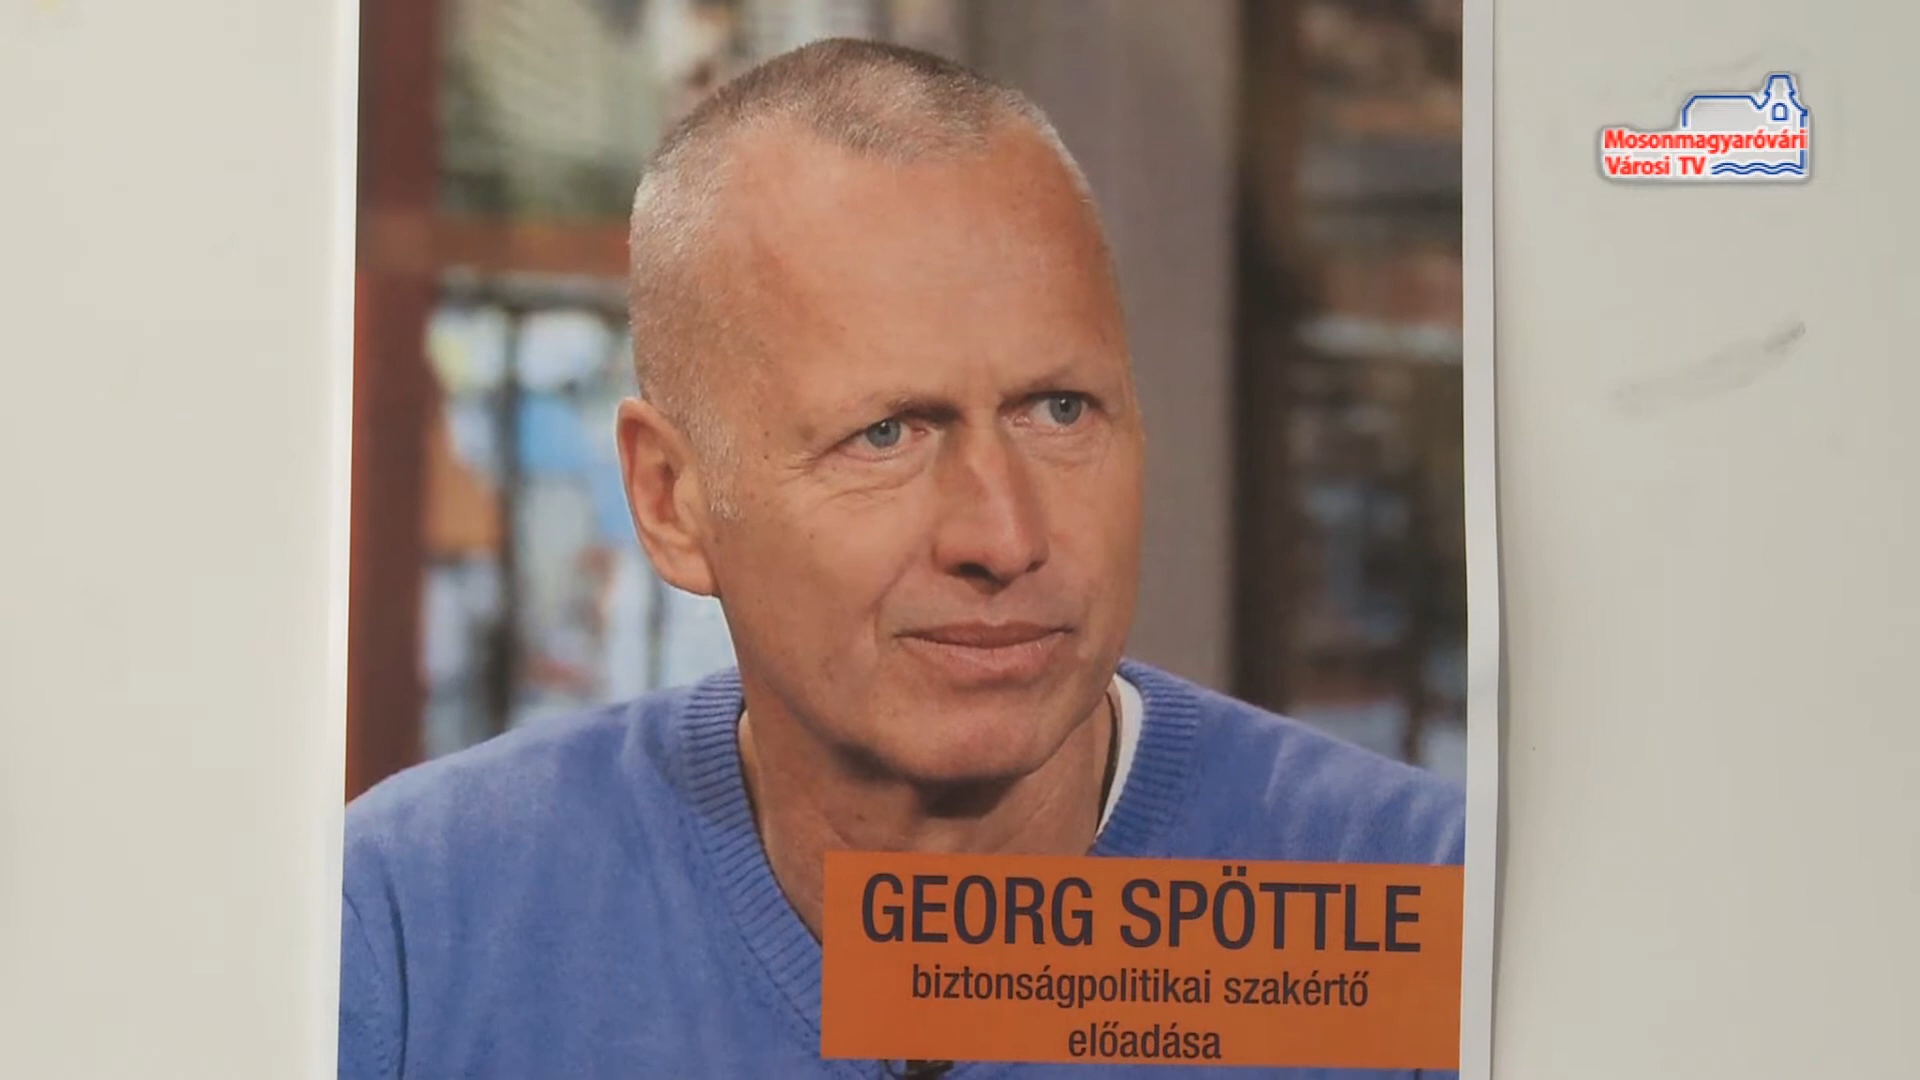 Mosonmagyaróvári
Városi TV
GEORG SPÖTTLE
biztonságpolitikai szakértő
előadása